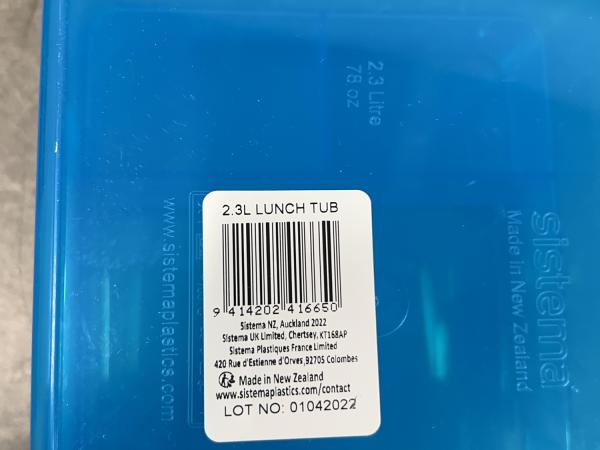 2.3 Litre
78 oz
sistema
Made in New Zealand
www.sistemaplastics.com
2.3L LUNCH TUB
9 414202 416650
Sistema NZ, Auckland 2022
Sistema UK Limited, Chertsey, KT168AP
Sistema Plastiques France Limited
420 Rue d'Estienne d'Orves,92705 Colombes
Made in New Zealand
www.sistemaplastics.com/contact
LOT NO: 01042022